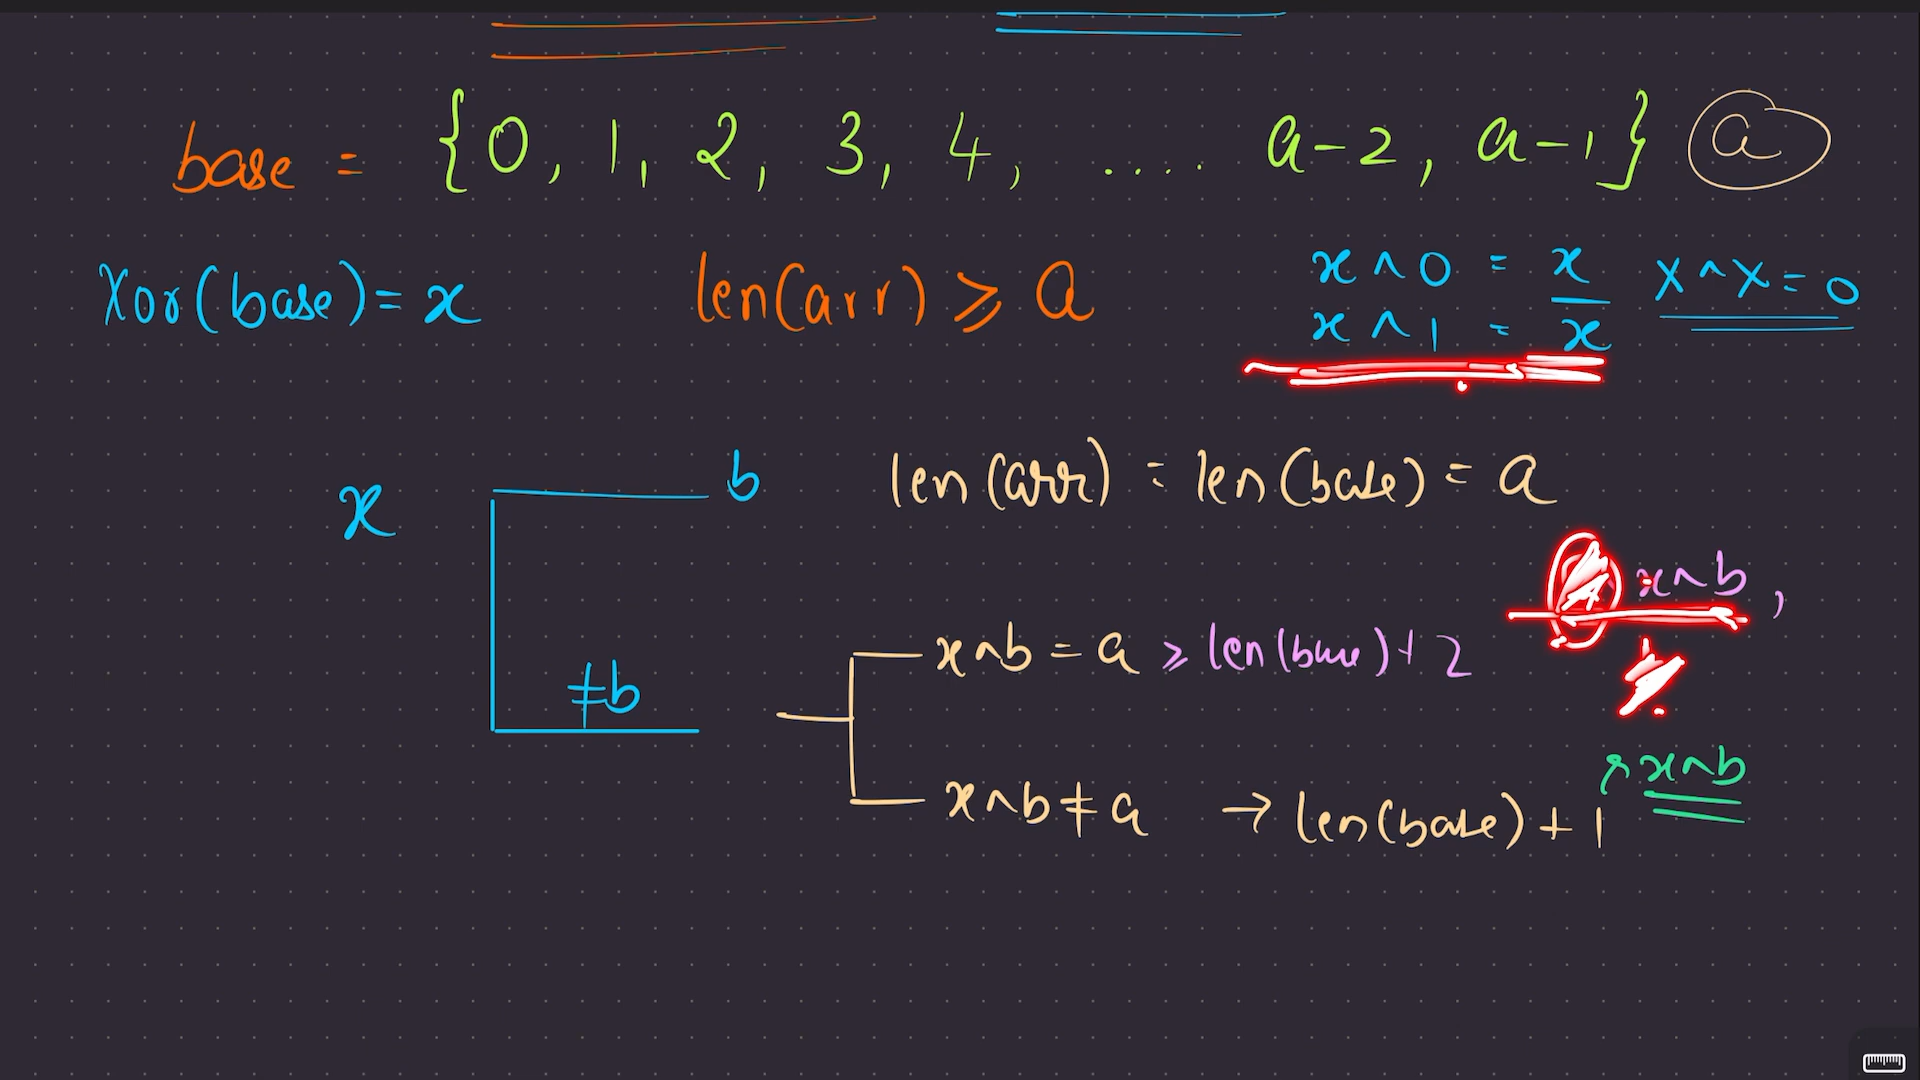 base = {0, 1, 2, 3, 4, .... a-2, a-1} a
Xor(base) = x
len(arr) ⩾ a
x ^ 0 = x
x ^ 1 = x̅
x ^ x = 0
x
b
len(arr) = len(base) = a
≠b
x^b = a ⩾ len(base) + 2
x^b,
x^b ≠ a → len(base) + 1
x^b